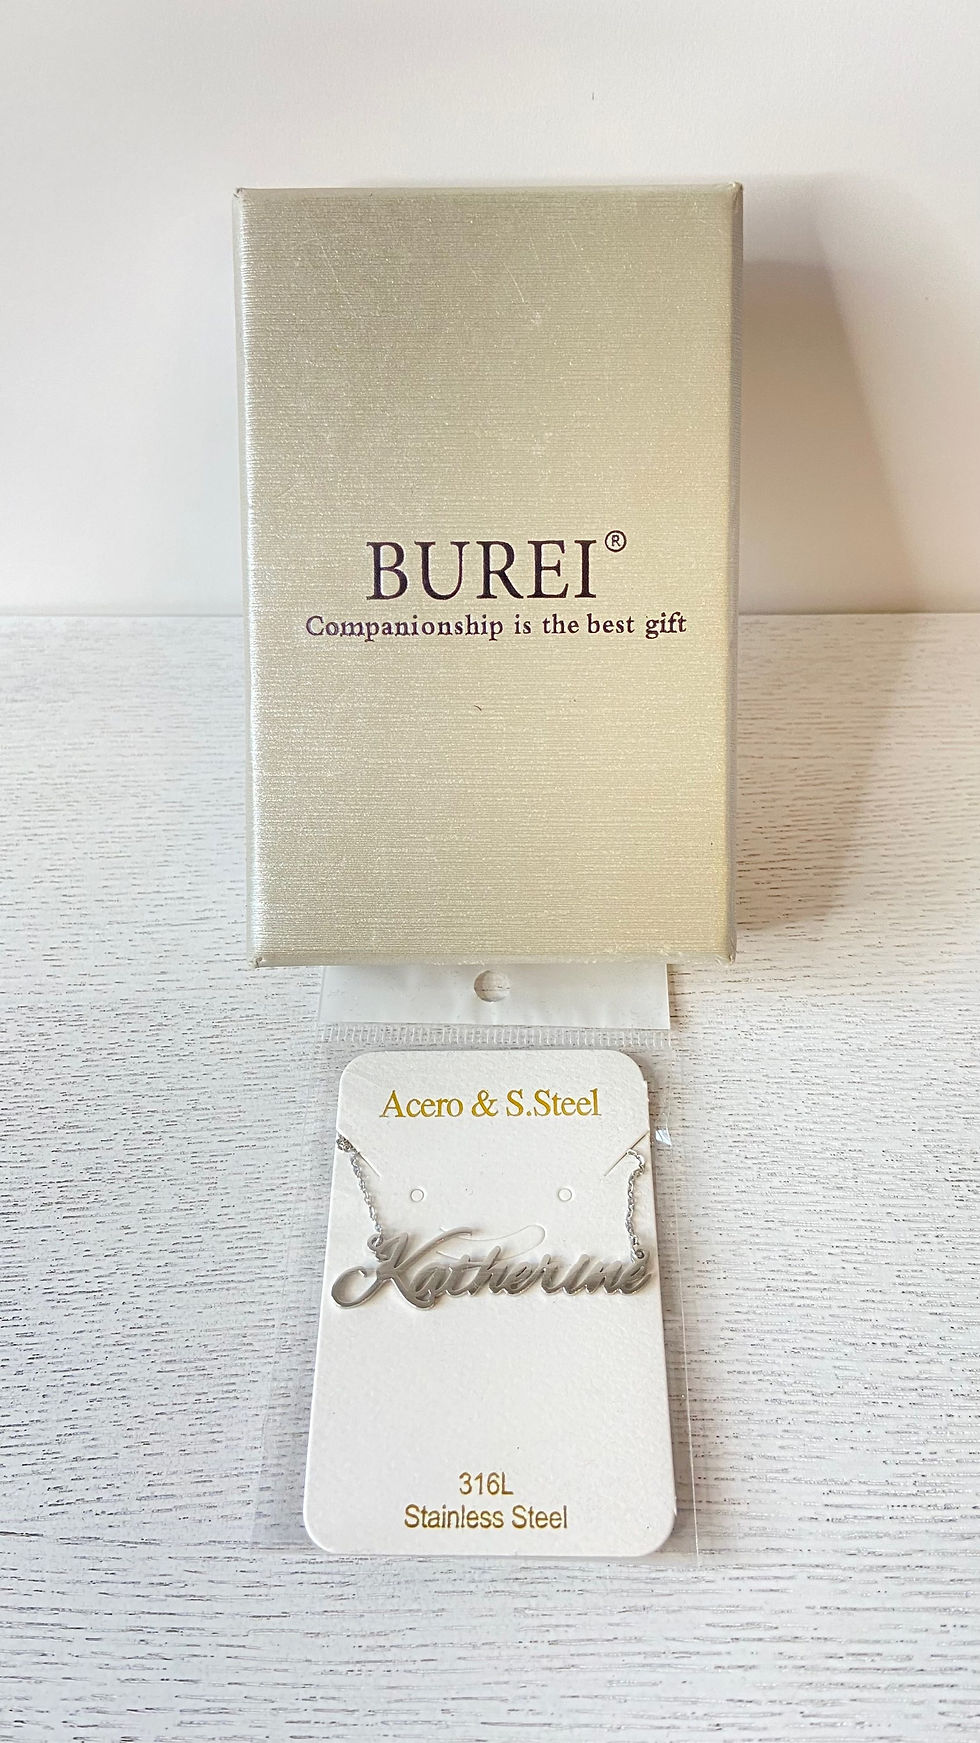 BUREI®
Companionship is the best gift
Acero & S.Steel
Katherine
316L
Stainless Steel